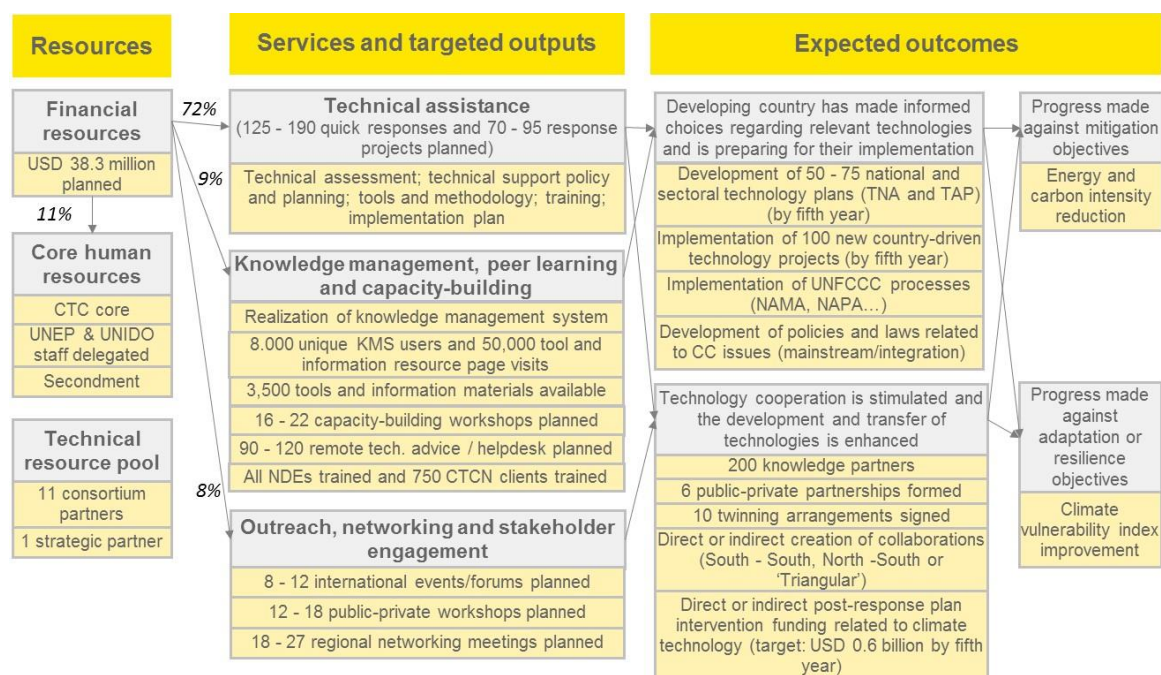 Resources
Services and targeted outputs
Expected outcomes
Financial
resources
USD 38.3 million
planned
11%
Core human
resources
CTC core
UNEP & UNIDO
staff delegated
Secondment
Technical
resource pool
11 consortium
partners
1 strategic partner
72%
9%
8%
Technical assistance
(125 - 190 quick responses and 70 - 95 response
projects planned)
Technical assessment; technical support policy
and planning; tools and methodology; training;
implementation plan
Knowledge management, peer learning
and capacity-building
Realization of knowledge management system
8.000 unique KMS users and 50,000 tool and
information resource page visits
3,500 tools and information materials available
16 - 22 capacity-building workshops planned
90 - 120 remote tech. advice / helpdesk planned
All NDEs trained and 750 CTCN clients trained
Outreach, networking and stakeholder
engagement
8 - 12 international events/forums planned
12 - 18 public-private workshops planned
18 - 27 regional networking meetings planned
Developing country has made informed
choices regarding relevant technologies
and is preparing for their implementation
Development of 50 - 75 national and
sectoral technology plans (TNA and TAP)
(by fifth year)
Implementation of 100 new country-driven
technology projects (by fifth year)
Implementation of UNFCCC processes
(NAMA, NAPA…)
Development of policies and laws related
to CC issues (mainstream/integration)
Technology cooperation is stimulated and
the development and transfer of
technologies is enhanced
200 knowledge partners
6 public-private partnerships formed
10 twinning arrangements signed
Direct or indirect creation of collaborations
(South - South, North -South or
‘Triangular’)
Direct or indirect post-response plan
intervention funding related to climate
technology (target: USD 0.6 billion by fifth
year)
Progress made
against mitigation
objectives
Energy and
carbon intensity
reduction
Progress made
against
adaptation or
resilience
objectives
Climate
vulnerability index
improvement